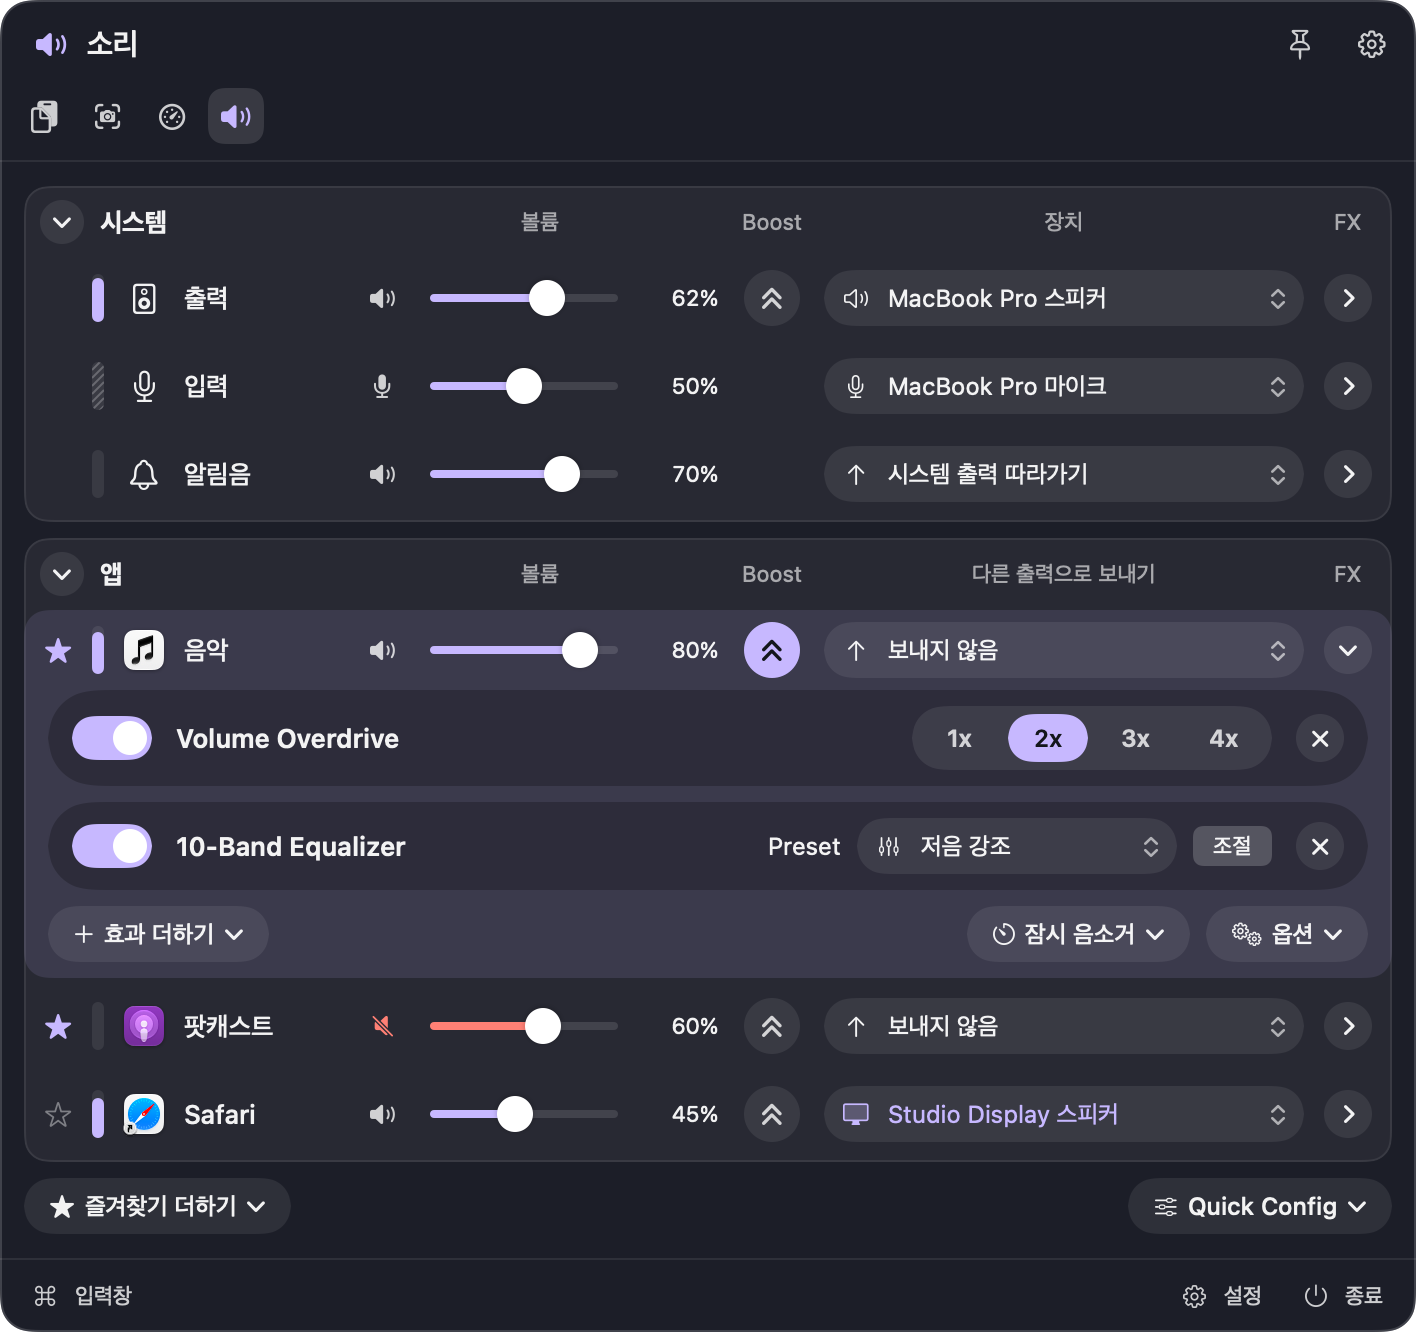 소리
시스템 볼륨 Boost 장치 FX
출력 62% MacBook Pro 스피커
입력 50% MacBook Pro 마이크
알림음 70% 시스템 출력 따라가기
앱 볼륨 Boost 다른 출력으로 보내기 FX
음악 80% 보내지 않음
Volume Overdrive 1x 2x 3x 4x
10-Band Equalizer Preset 저음 강조 조절
효과 더하기 잠시 음소거 옵션
팟캐스트 60% 보내지 않음
Safari 45% Studio Display 스피커
즐겨찾기 더하기 Quick Config
입력창 설정 종료